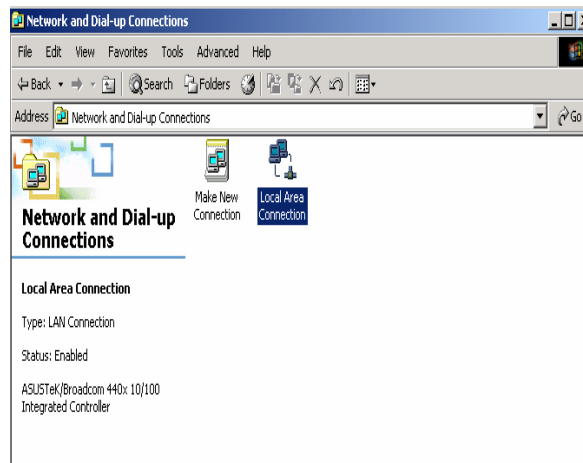 Network and Dial-up Connections
File Edit View Favorites Tools Advanced Help
Back Search Folders
Address Network and Dial-up Connections Go
Make New
Connection
Local Area
Connection
Network and Dial-up
Connections
Local Area Connection
Type: LAN Connection
Status: Enabled
ASUSTeK/Broadcom 440x 10/100
Integrated Controller